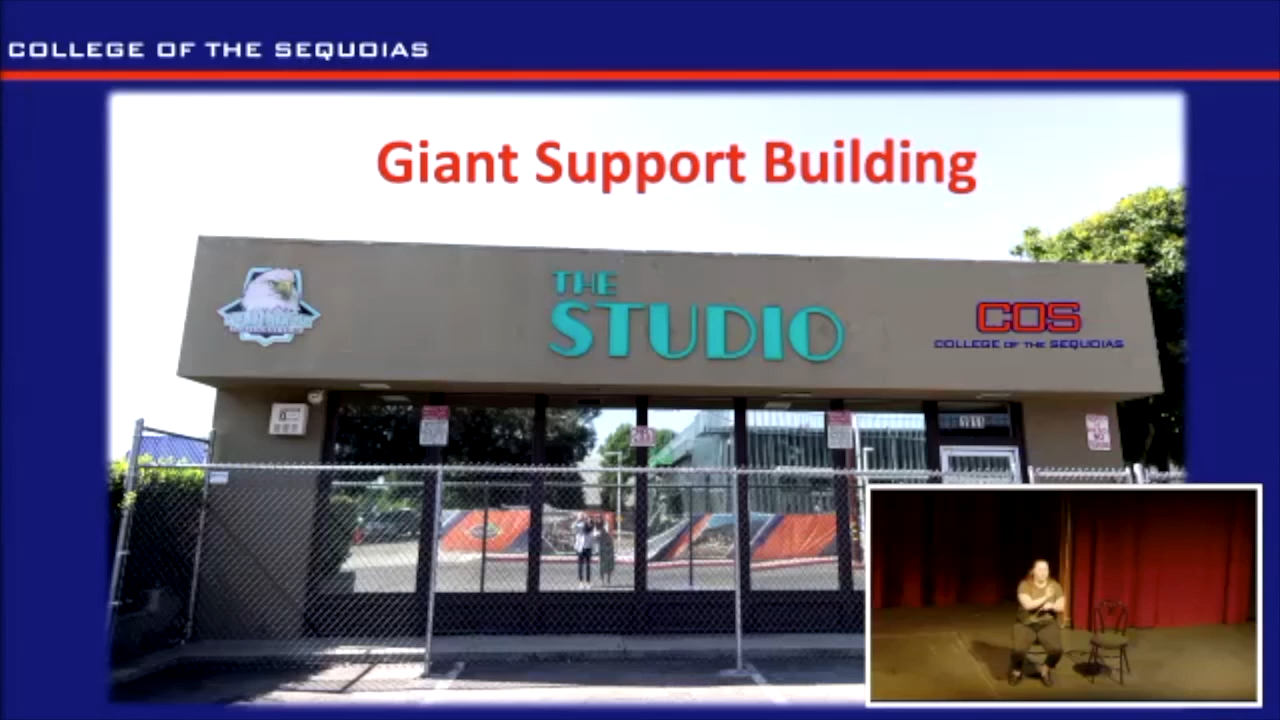 COLLEGE OF THE SEQUOIAS
Giant Support Building
THE
STUDIO
COS
COLLEGE OF THE SEQUOIAS